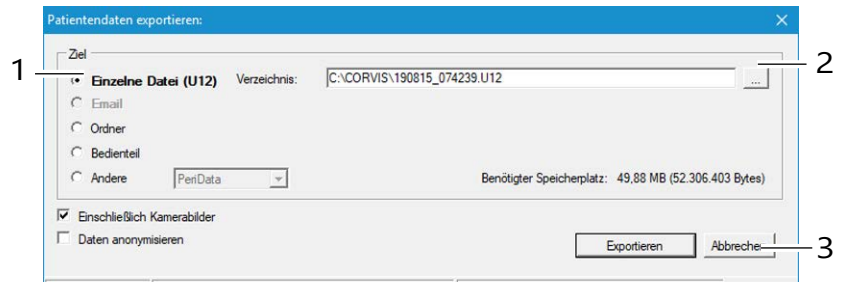 Patientendaten exportieren:
Ziel
1 Einzelne Datei (U12) Verzeichnis: C:\CORVIS\190815_074239.U12 ... 2
Email
Ordner
Bedienteil
Andere PeriData Benötigter Speicherplatz: 49,88 MB (52.306.403 Bytes)
Einschließlich Kamerabilder
Daten anonymisieren
Exportieren Abbrechen 3